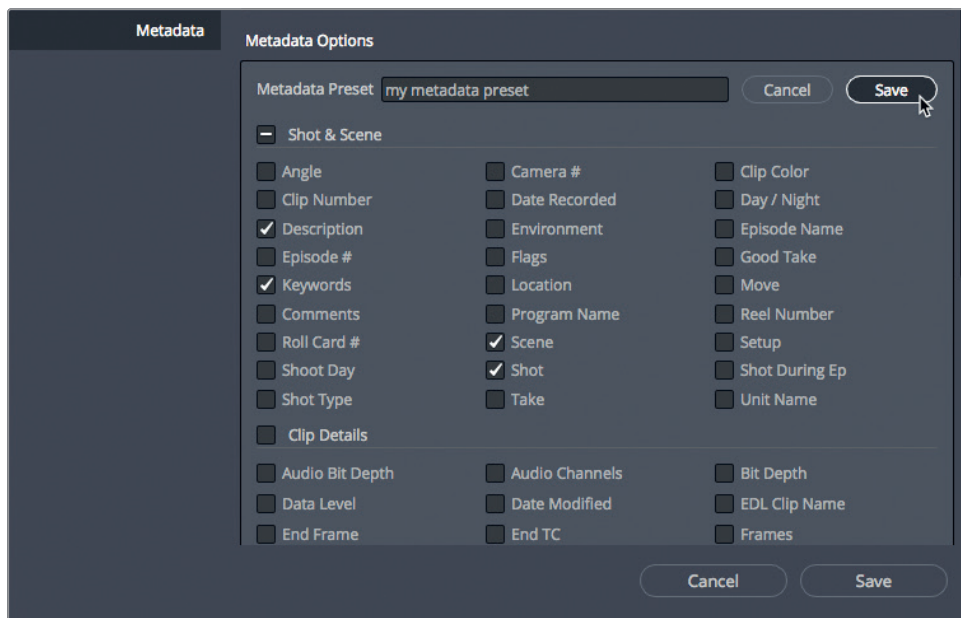 Metadata
Metadata Options
Metadata Preset my metadata preset Cancel Save
Shot & Scene
Angle Camera # Clip Color
Clip Number Date Recorded Day / Night
Description Environment Episode Name
Episode # Flags Good Take
Keywords Location Move
Comments Program Name Reel Number
Roll Card # Scene Setup
Shoot Day Shot Shot During Ep
Shot Type Take Unit Name
Clip Details
Audio Bit Depth Audio Channels Bit Depth
Data Level Date Modified EDL Clip Name
End Frame End TC Frames
Cancel Save